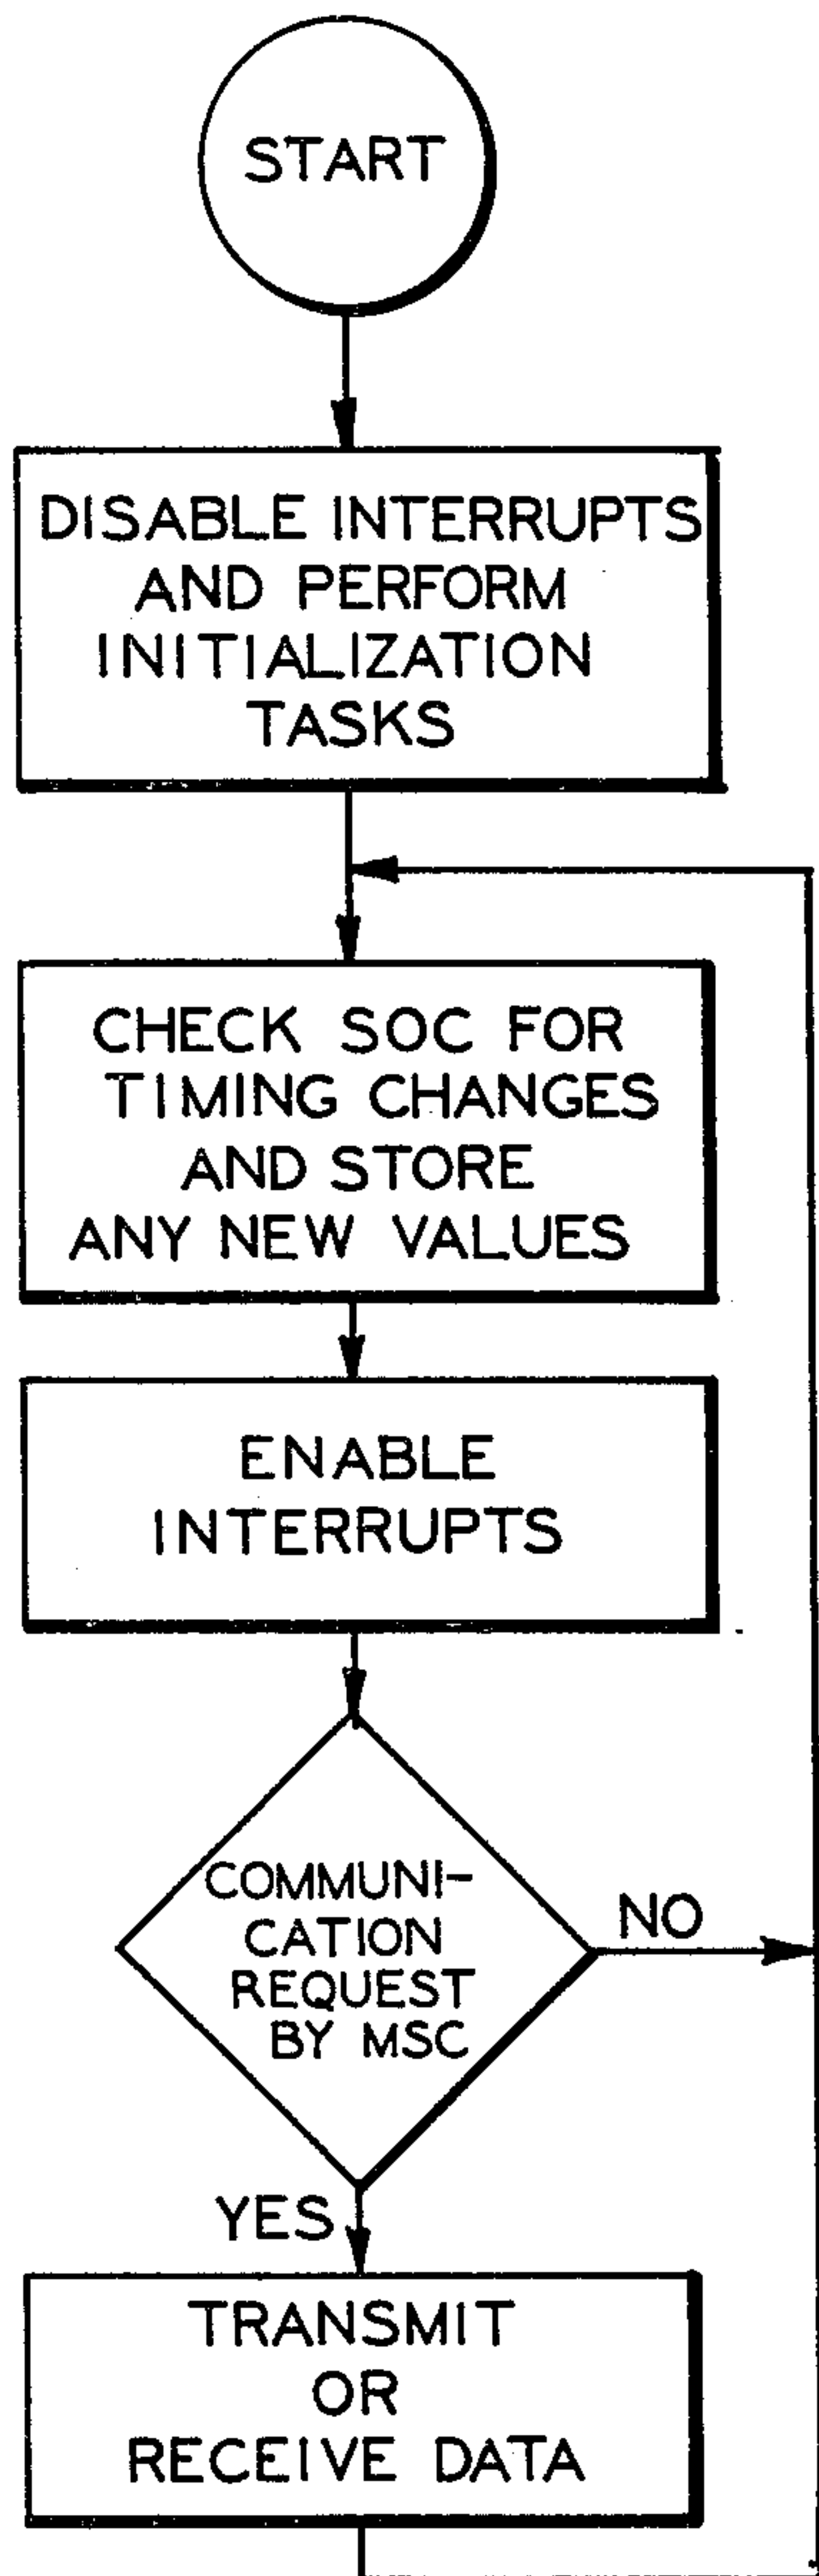 START
DISABLE INTERRUPTS
AND PERFORM
INITIALIZATION
TASKS
CHECK SOC FOR
TIMING CHANGES
AND STORE
ANY NEW VALUES
ENABLE
INTERRUPTS
COMMUNI-
CATION
REQUEST
BY MSC
NO
YES
TRANSMIT
OR
RECEIVE DATA